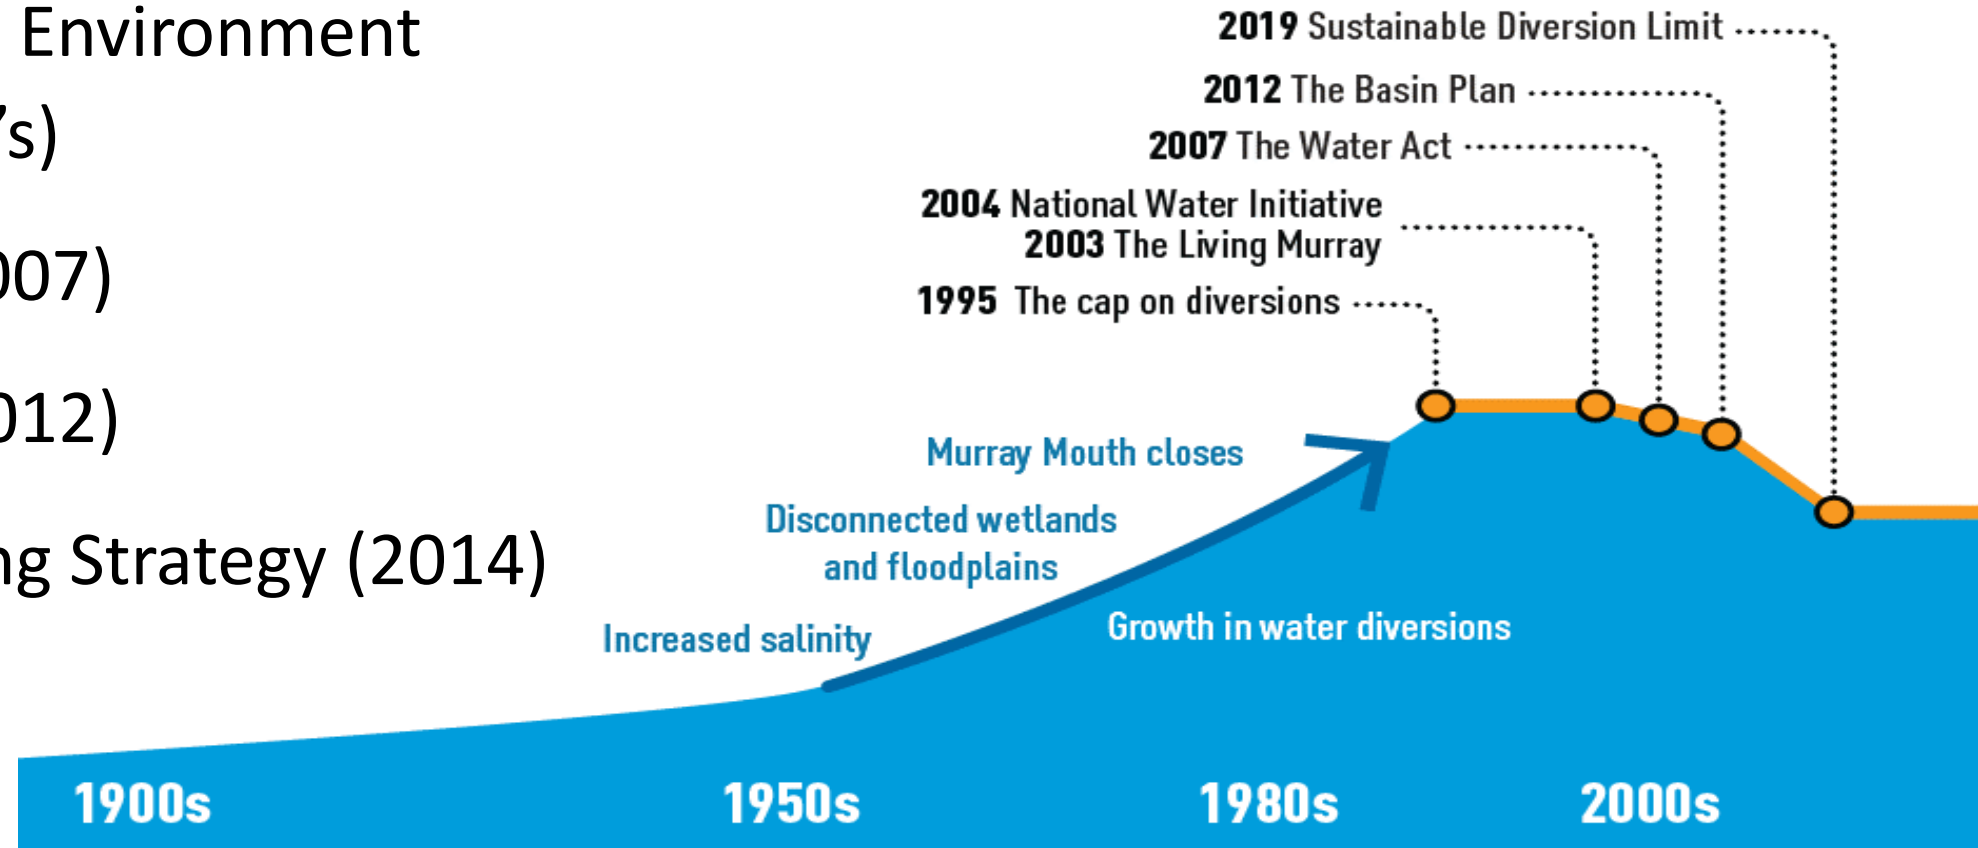 Environment
's)
007)
012)
ng Strategy (2014)
2019 Sustainable Diversion Limit
2012 The Basin Plan
2007 The Water Act
2004 National Water Initiative
2003 The Living Murray
1995 The cap on diversions
Murray Mouth closes
Disconnected wetlands
and floodplains
Increased salinity
Growth in water diversions
1900s 1950s 1980s 2000s